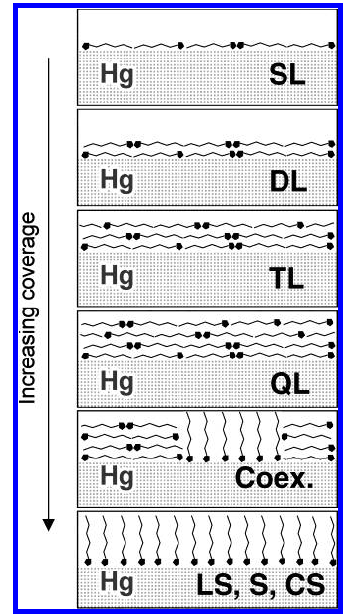 Increasing coverage
Hg SL
Hg DL
Hg TL
Hg QL
Hg Coex.
Hg LS, S, CS